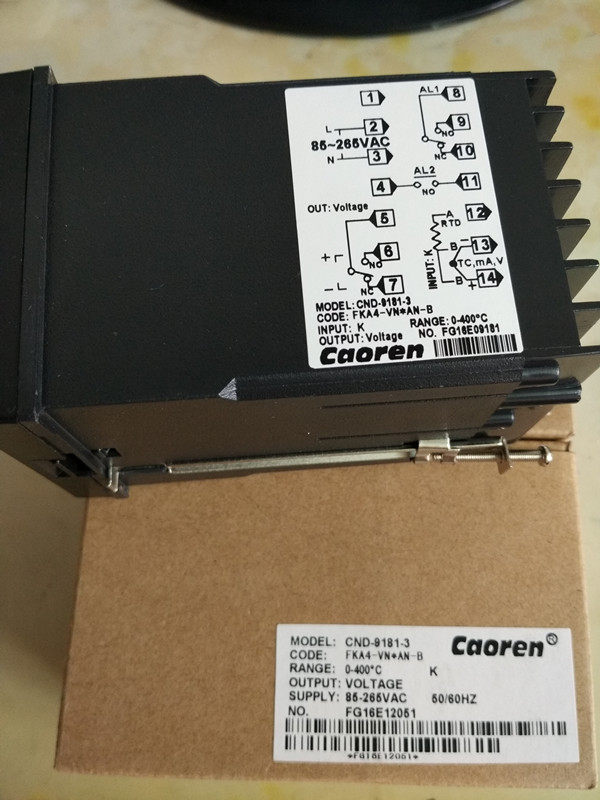 1
L 2
85~265VAC
N 3
4
OUT: Voltage
5
+ 6
NO
- L 7
NC
AL1 8
9
NO
10
NC
AL2
11
NO
A 12
RTD
B - 13
TC,mA,V
B + 14
INPUT: K
MODEL: CND-9181-3
CODE: FKA4-VN*AN-B
INPUT: K RANGE: 0-400°C
OUTPUT: Voltage NO. FG16E09181
Caoren
MODEL: CND-9181-3 Caoren®
CODE: FKA4-VN*AN-B
RANGE: 0-400°C K
OUTPUT: VOLTAGE
SUPPLY: 85-265VAC 50/60HZ
NO. FG16E12051
*FG16E12051*